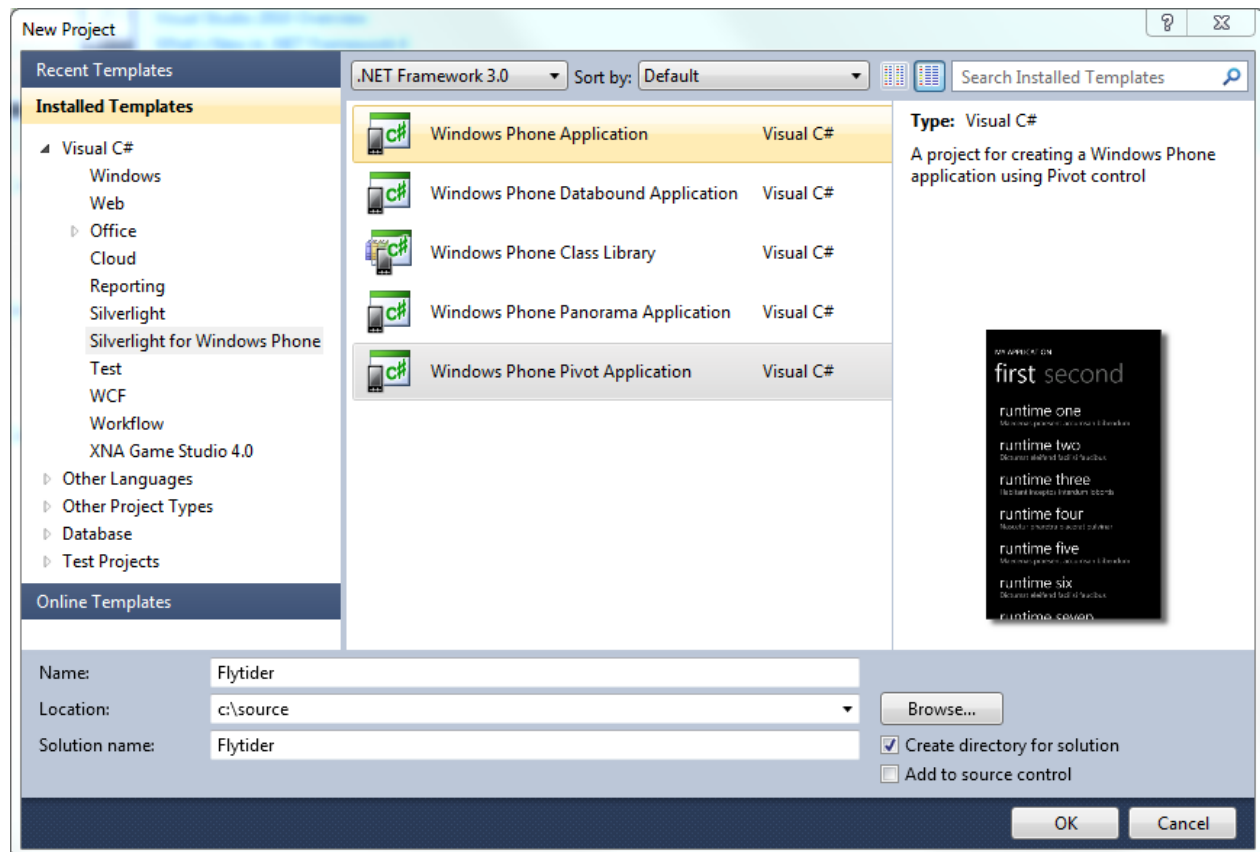 New Project
Recent Templates
.NET Framework 3.0
Sort by:
Default
Search Installed Templates
Installed Templates
Visual C#
Windows
Web
Office
Cloud
Reporting
Silverlight
Silverlight for Windows Phone
Test
WCF
Workflow
XNA Game Studio 4.0
Other Languages
Other Project Types
Database
Test Projects
Online Templates
Windows Phone Application Visual C#
Windows Phone Databound Application Visual C#
Windows Phone Class Library Visual C#
Windows Phone Panorama Application Visual C#
Windows Phone Pivot Application Visual C#
Type: Visual C#
A project for creating a Windows Phone
application using Pivot control
MY APPLICATION
first second
runtime one
runtime two
runtime three
runtime four
runtime five
runtime six
runtime seven
Name: Flytider
Location: c:\source
Browse...
Solution name: Flytider
Create directory for solution
Add to source control
OK Cancel